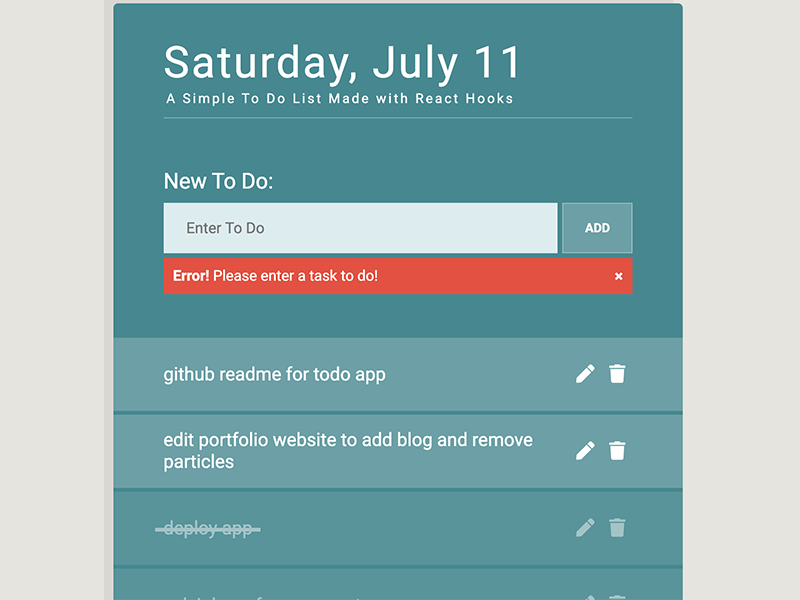 Saturday, July 11
A Simple To Do List Made with React Hooks
New To Do:
Enter To Do
ADD
Error! Please enter a task to do!
github readme for todo app
edit portfolio website to add blog and remove
particles
deploy app